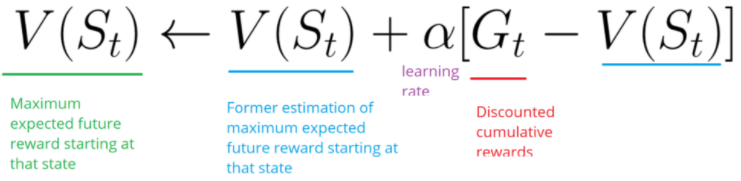 V(S_t) ← V(S_t) + α[G_t − V(S_t)]
learning
rate
Maximum
expected future
reward starting at
that state
Former estimation of
maximum expected
future reward starting at
that state
Discounted
cumulative
rewards